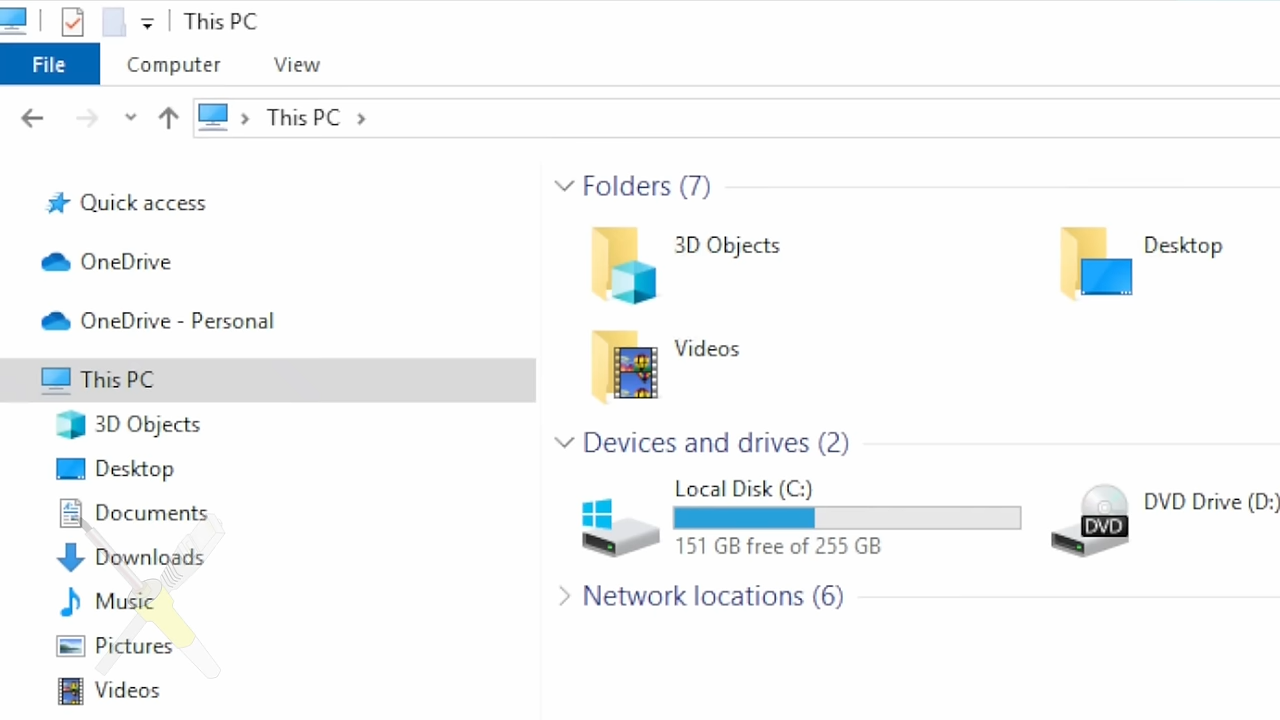 This PC
File Computer View
This PC
Quick access
OneDrive
OneDrive - Personal
This PC
3D Objects
Desktop
Documents
Downloads
Music
Pictures
Videos
Folders (7)
3D Objects
Desktop
Videos
Devices and drives (2)
Local Disk (C:)
151 GB free of 255 GB
DVD
DVD Drive (D:)
Network locations (6)